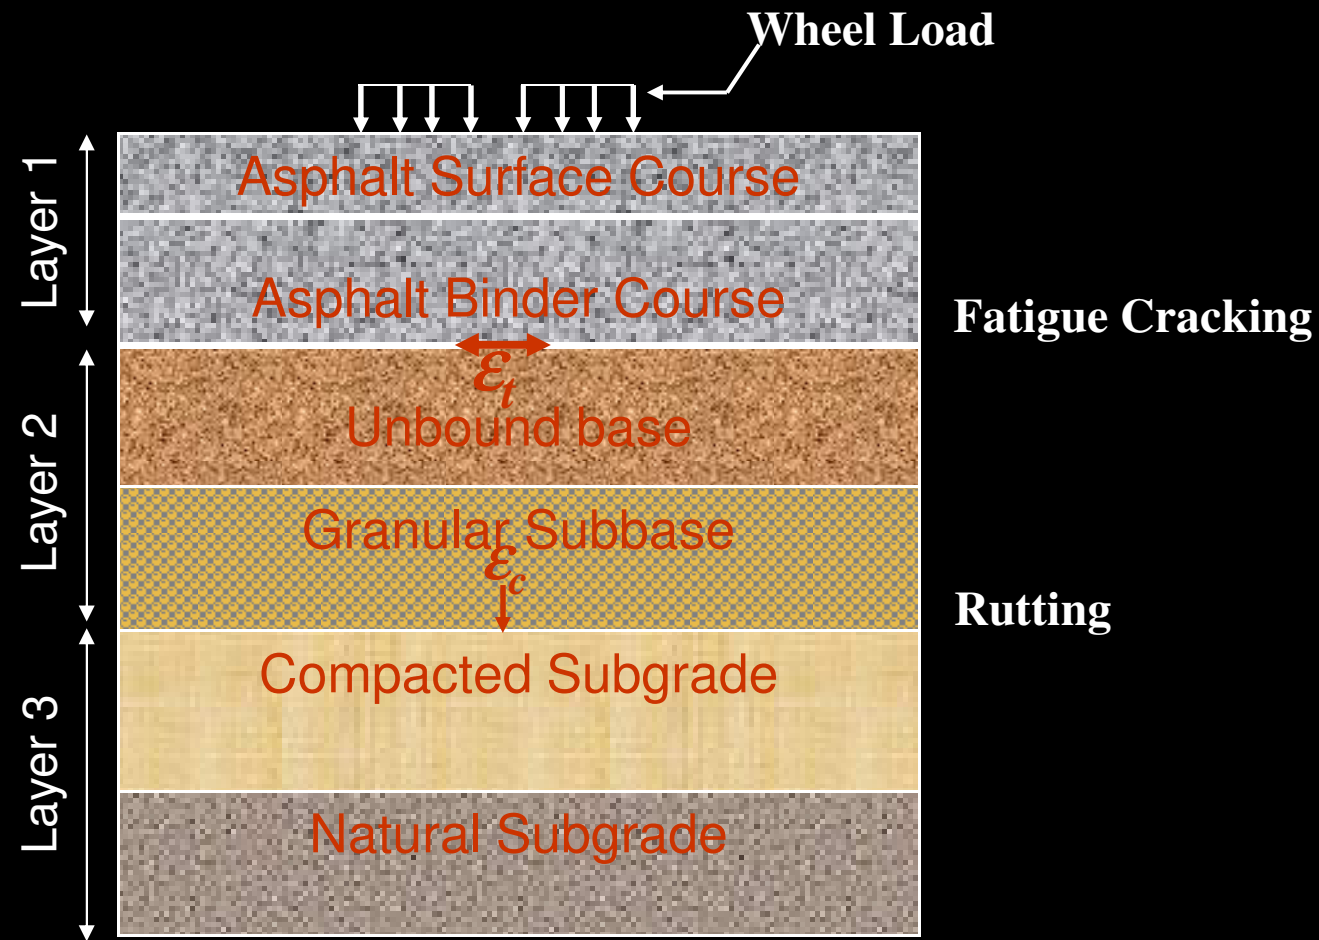 Wheel Load
Layer 1
Asphalt Surface Course
Asphalt Binder Course
Fatigue Cracking
εt
Layer 2
Unbound base
Granular Subbase
εc
Rutting
Layer 3
Compacted Subgrade
Natural Subgrade